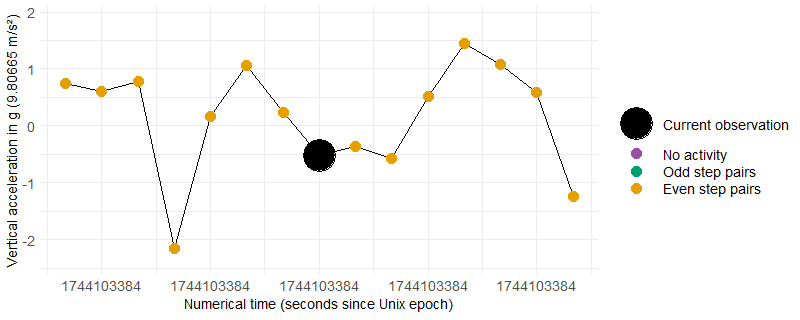 Vertical acceleration in g (9.80665 m/s²)
2
1
0
-1
-2
1744103384 1744103384 1744103384 1744103384 1744103384
Numerical time (seconds since Unix epoch)
Current observation
No activity
Odd step pairs
Even step pairs